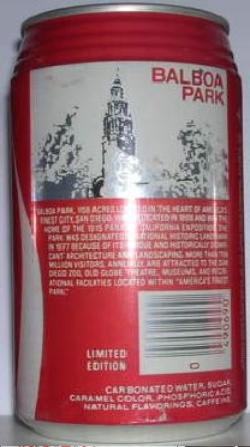 BALBOA
PARK
BALBOA PARK, 1158 ACRES LOCATED IN THE HEART OF AMERICA'S
FINEST CITY, SAN DIEGO, WAS DEDICATED IN 1868 AND WAS THE
HOME OF THE 1915 CALIFORNIA EXPOSITION. THE
PARK WAS DESIGNATED NATIONAL HISTORIC LANDMARK
IN 1977 BECAUSE OF ITS UNIQUE AND HISTORICALLY SIGNIFI-
CANT ARCHITECTURE AND LANDSCAPING. MORE THAN
MILLION VISITORS, ANNUALLY, ARE ATTRACTED TO THE SAN
DIEGO ZOO, OLD GLOBE THEATRE, MUSEUMS, AND RECRE-
ATIONAL FACILITIES LOCATED WITHIN "AMERICA'S FINEST
PARK."
LIMITED
EDITION
490690
0
CARBONATED WATER, SUGAR,
CARAMEL COLOR, PHOSPHORIC ACID,
NATURAL FLAVORINGS, CAFFEINE